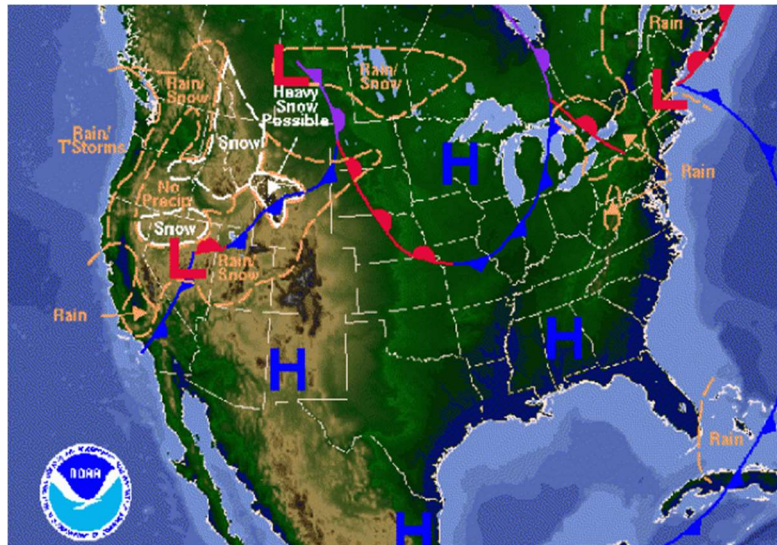 Rain
L
Rain/
Snow
Rain/
Snow
L
Heavy
Snow
Possible
Rain/
T'Storms
Snow
H
Rain
No
Precip
Snow
L
Rain/
Snow
Rain
H
H
Rain
NOAA
H